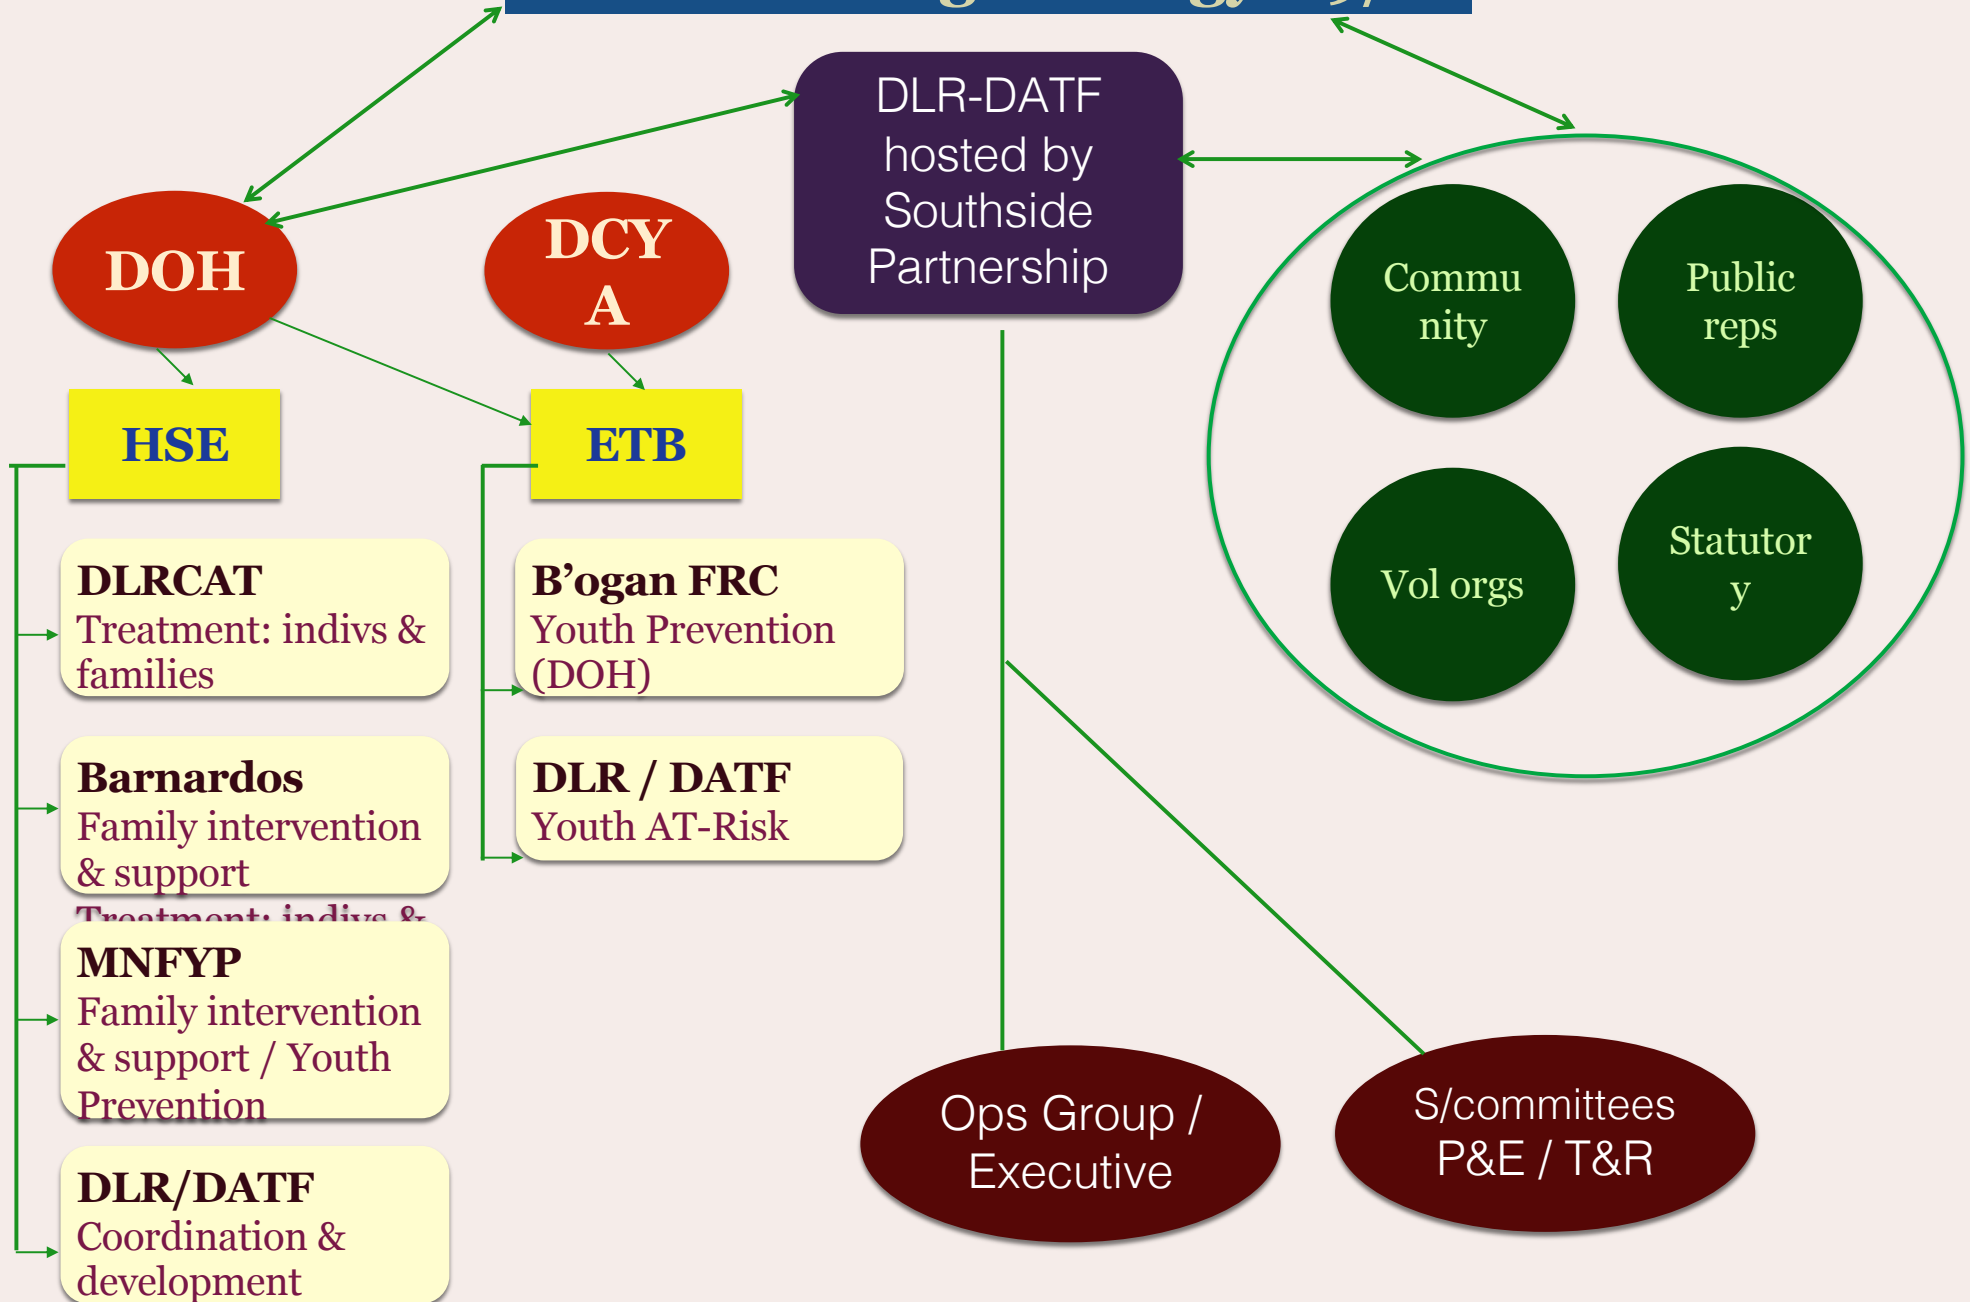 DLR-DATF
hosted by
Southside
Partnership
DOH
DCY
A
HSE
ETB
Commu
nity
Public
reps
Vol orgs
Statutor
y
DLRCAT
Treatment: indivs &
families
B’ogan FRC
Youth Prevention
(DOH)
Barnardos
Family intervention
& support
Treatment: indivs &
DLR / DATF
Youth AT-Risk
MNFYP
Family intervention
& support / Youth
Prevention
DLR/DATF
Coordination &
development
Ops Group /
Executive
S/committees
P&E / T&R